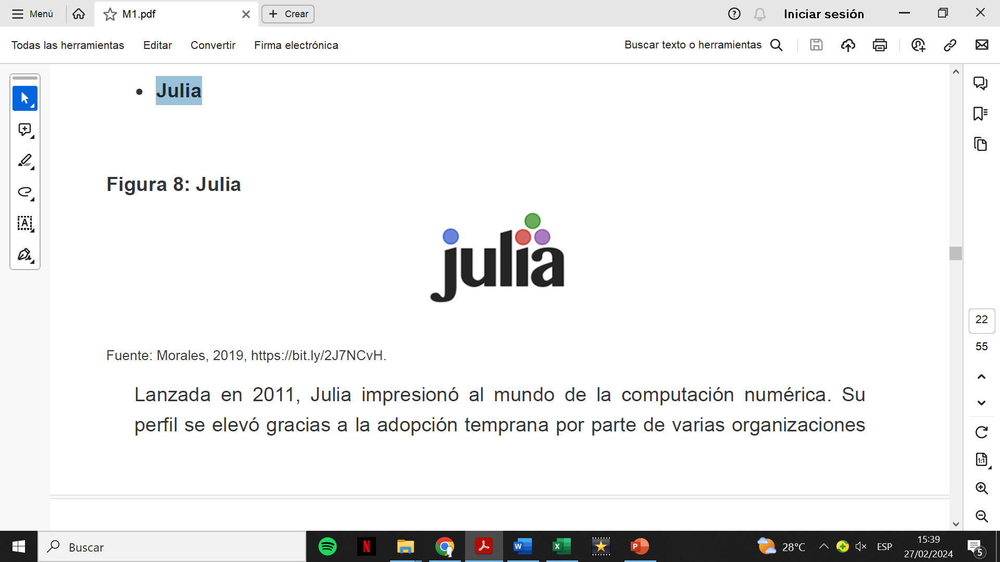 Menú
M1.pdf
Crear
Iniciar sesión
Todas las herramientas
Editar
Convertir
Firma electrónica
Buscar texto o herramientas
Julia
Figura 8: Julia
julia
Fuente: Morales, 2019, https://bit.ly/2J7NCvH.
Lanzada en 2011, Julia impresionó al mundo de la computación numérica. Su
perfil se elevó gracias a la adopción temprana por parte de varias organizaciones
22
55
1:1
Buscar
N
W
X
P
28°C
ESP
15:39
27/02/2024
5